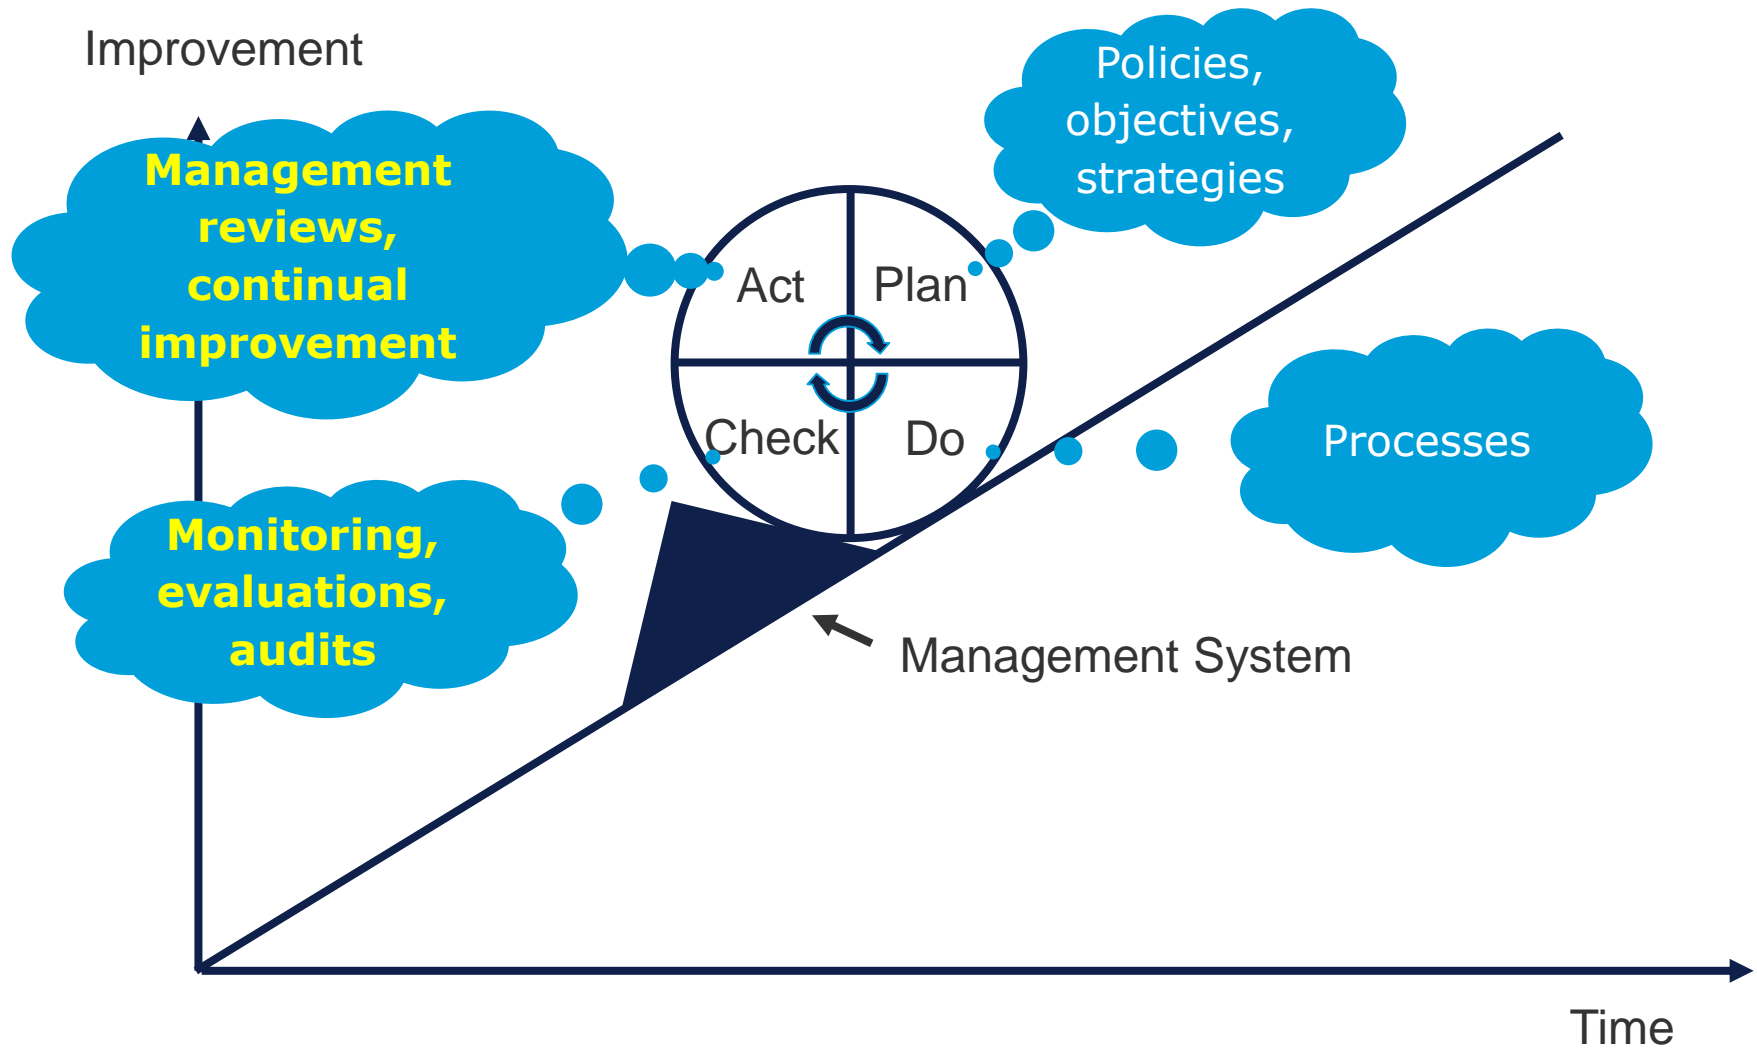 Improvement
Policies,
objectives,
strategies
Management
reviews,
continual
improvement
Act
Plan
Check
Do
Processes
Monitoring,
evaluations,
audits
Management System
Time